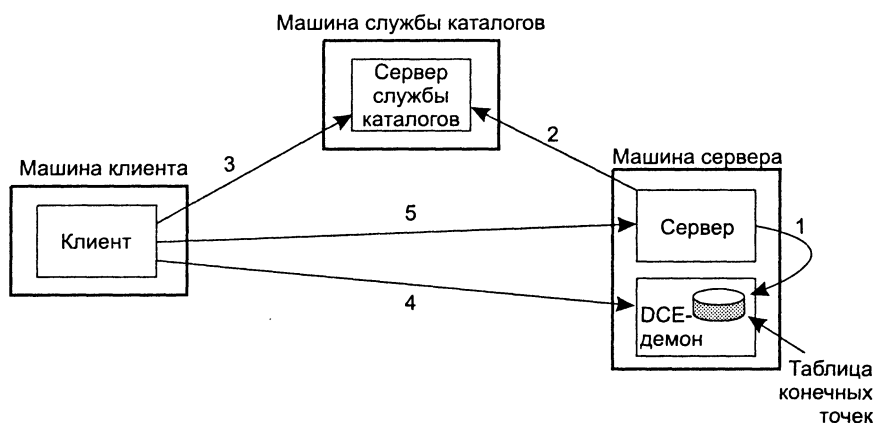 Машина службы каталогов
Сервер
службы
каталогов
2
Машина клиента
3
Машина сервера
Клиент
5
Сервер
1
4
DCE-
демон
Таблица
конечных
точек